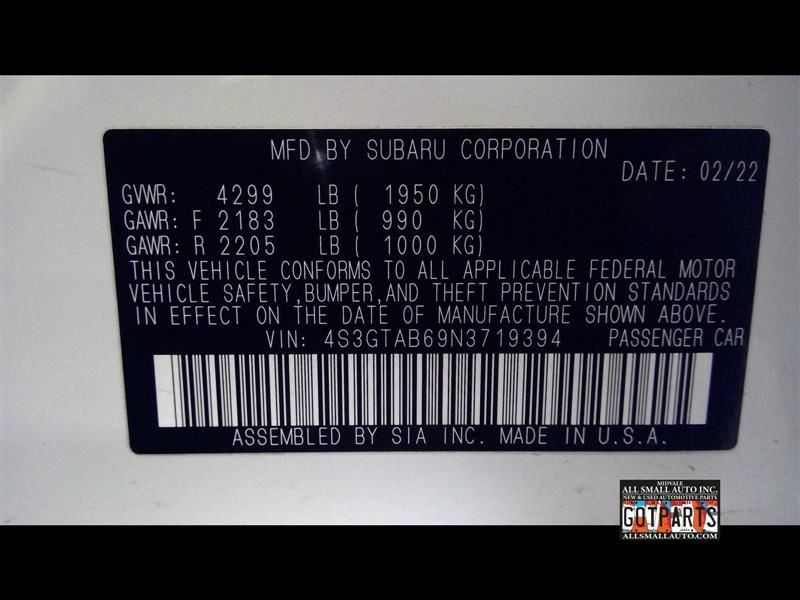 MFD BY SUBARU CORPORATION
DATE: 02/22
GVWR: 4299 LB ( 1950 KG)
GAWR: F 2183 LB ( 990 KG)
GAWR: R 2205 LB ( 1000 KG)
THIS VEHICLE CONFORMS TO ALL APPLICABLE FEDERAL MOTOR
VEHICLE SAFETY,BUMPER,AND THEFT PREVENTION STANDARDS
IN EFFECT ON THE DATE OF MANUFACTURE SHOWN ABOVE.
VIN: 4S3GTAB69N3719394 PASSENGER CAR
ASSEMBLED BY SIA INC. MADE IN U.S.A.
MIDVALE
ALL SMALL AUTO INC.
NEW & USED AUTOMOTIVE PARTS
GOTPARTS
ALLSMALLAUTO.COM